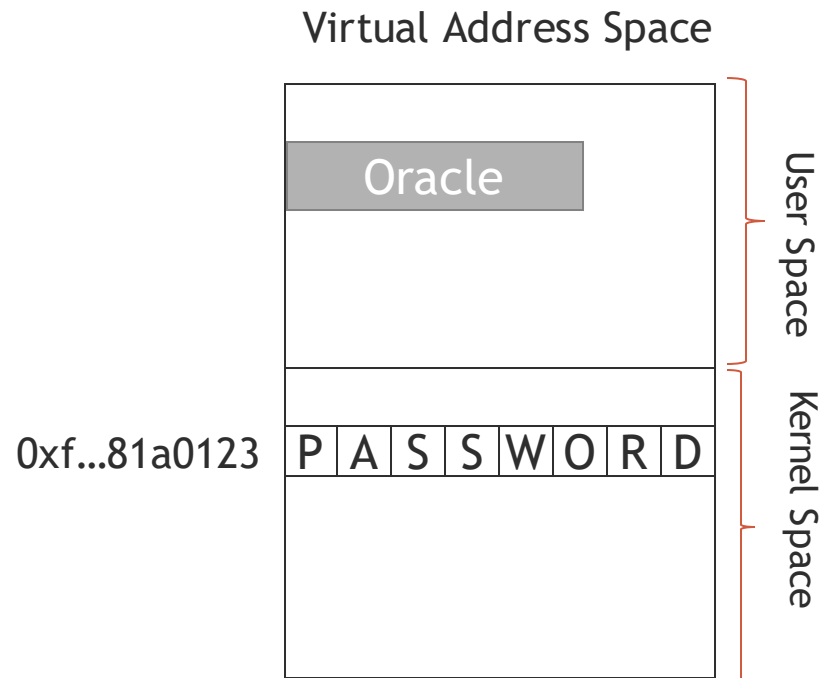 Virtual Address Space
Oracle
User Space
0xf...81a0123
P A S S W O R D
Kernel Space